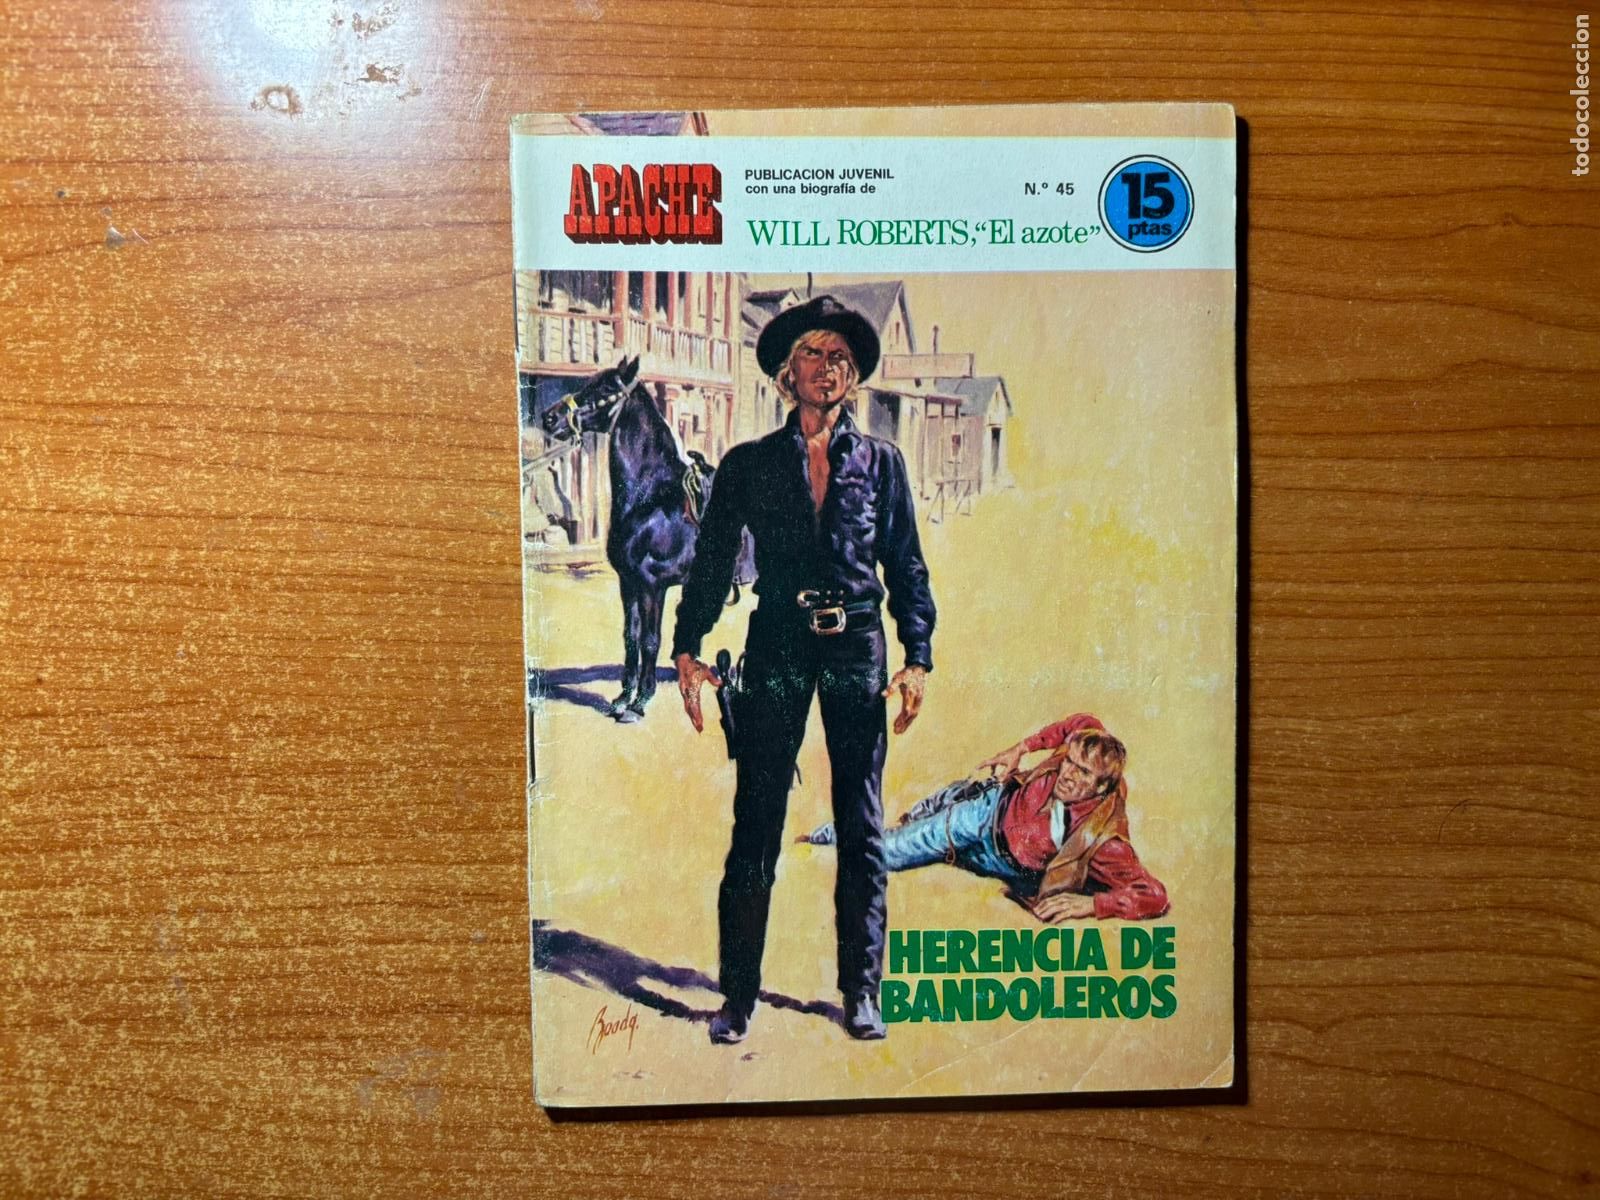 APACHE
PUBLICACION JUVENIL
con una biografía de
WILL ROBERTS, “El azote”
N.º 45
15
ptas
HERENCIA DE
BANDOLEROS
todocoleccion